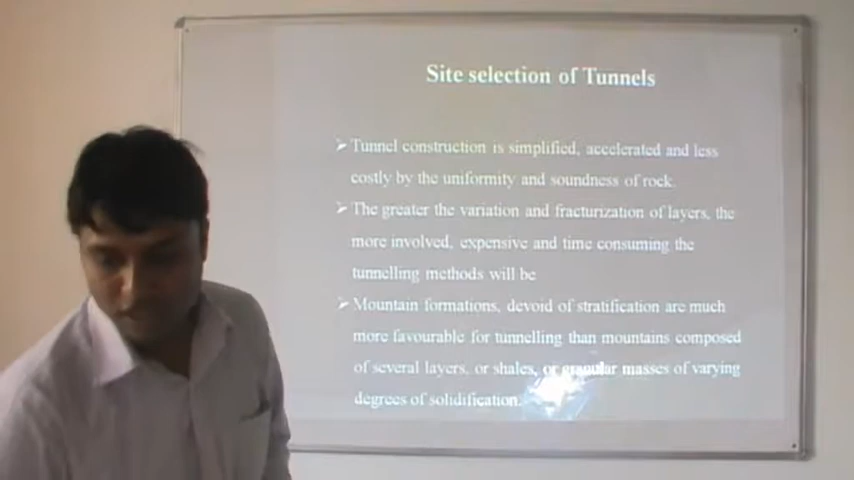 Site selection of Tunnels
➢ Tunnel construction is simplified, accelerated and less
costly by the uniformity and soundness of rock.
➢ The greater the variation and fracturization of layers, the
more involved, expensive and time consuming the
tunnelling methods will be
➢ Mountain formations, devoid of stratification are much
more favourable for tunnelling than mountains composed
of several layers, or shales, or granular masses of varying
degrees of solidification.